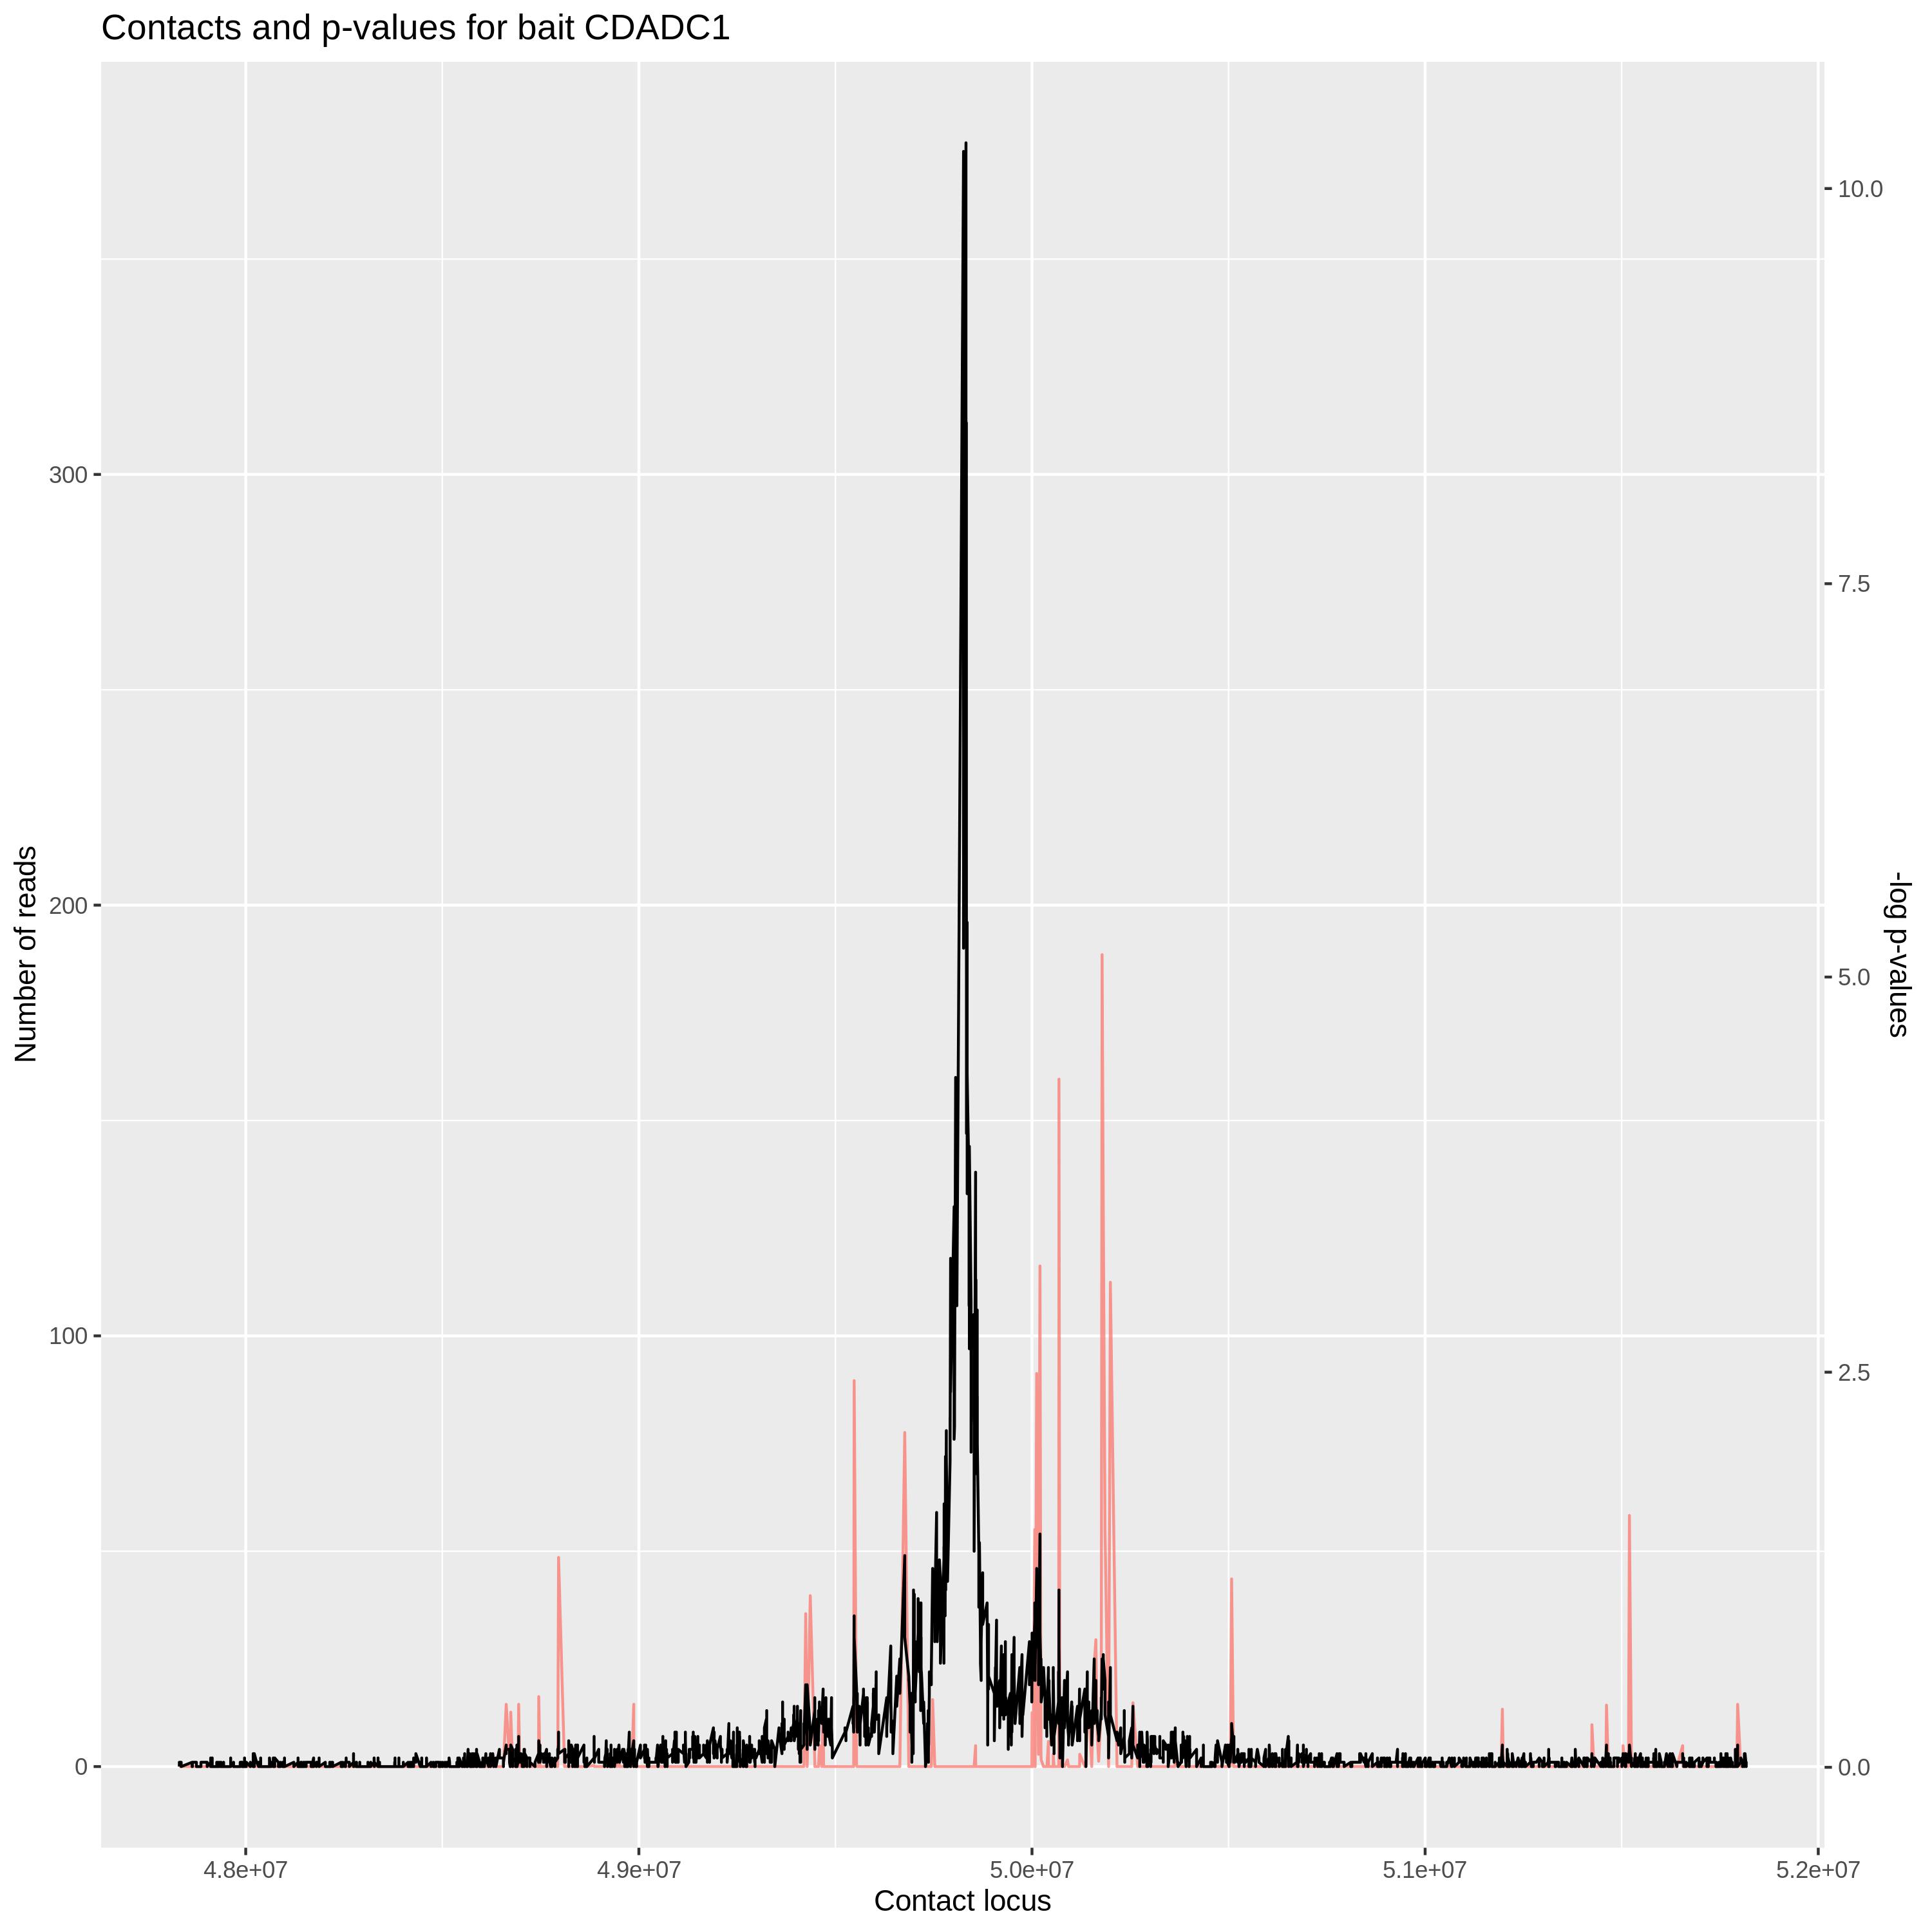 Contacts and p-values for bait CDADC1
10.0
7.5
5.0
2.5
0.0
300
200
100
0
Number of reads
-log p-values
4.8e+07
4.9e+07
5.0e+07
5.1e+07
5.2e+07
Contact locus